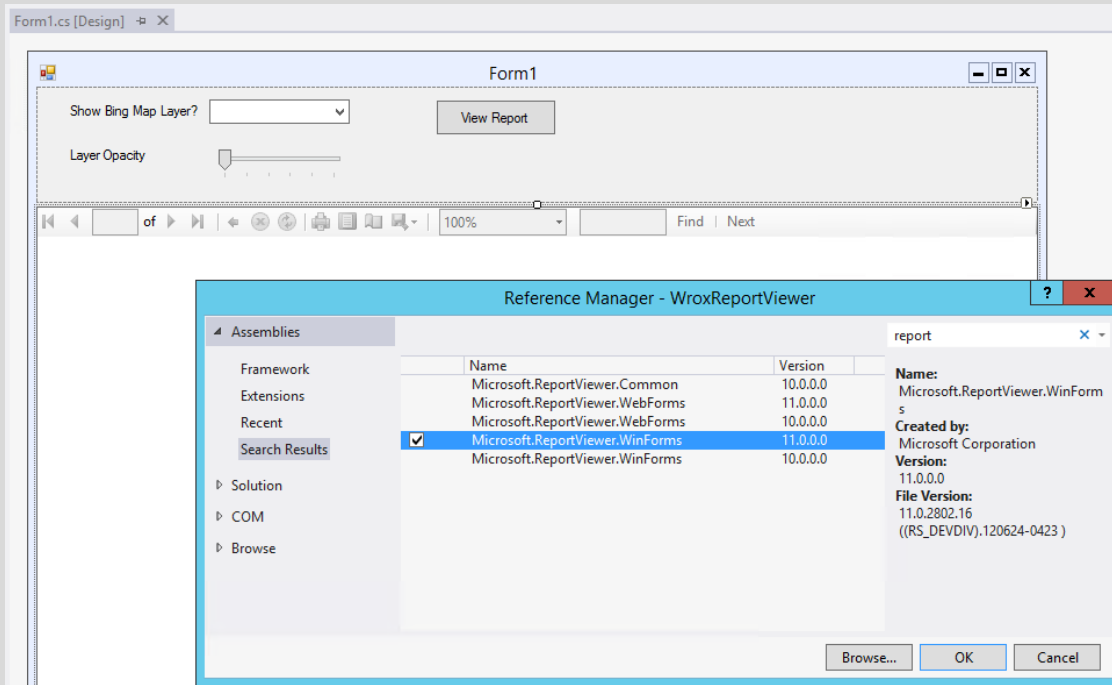 Form1.cs [Design]
Form1
Show Bing Map Layer?
View Report
Layer Opacity
of
100%
Find | Next
Reference Manager - WroxReportViewer
? x
Assemblies
Framework
Extensions
Recent
Search Results
Solution
COM
Browse
Name Version
Microsoft.ReportViewer.Common 10.0.0.0
Microsoft.ReportViewer.WebForms 11.0.0.0
Microsoft.ReportViewer.WebForms 10.0.0.0
Microsoft.ReportViewer.WinForms 11.0.0.0
Microsoft.ReportViewer.WinForms 10.0.0.0
report
Name:
Microsoft.ReportViewer.WinForm
s
Created by:
Microsoft Corporation
Version:
11.0.0.0
File Version:
11.0.2802.16
((RS_DEVDIV).120624-0423 )
Browse... OK Cancel